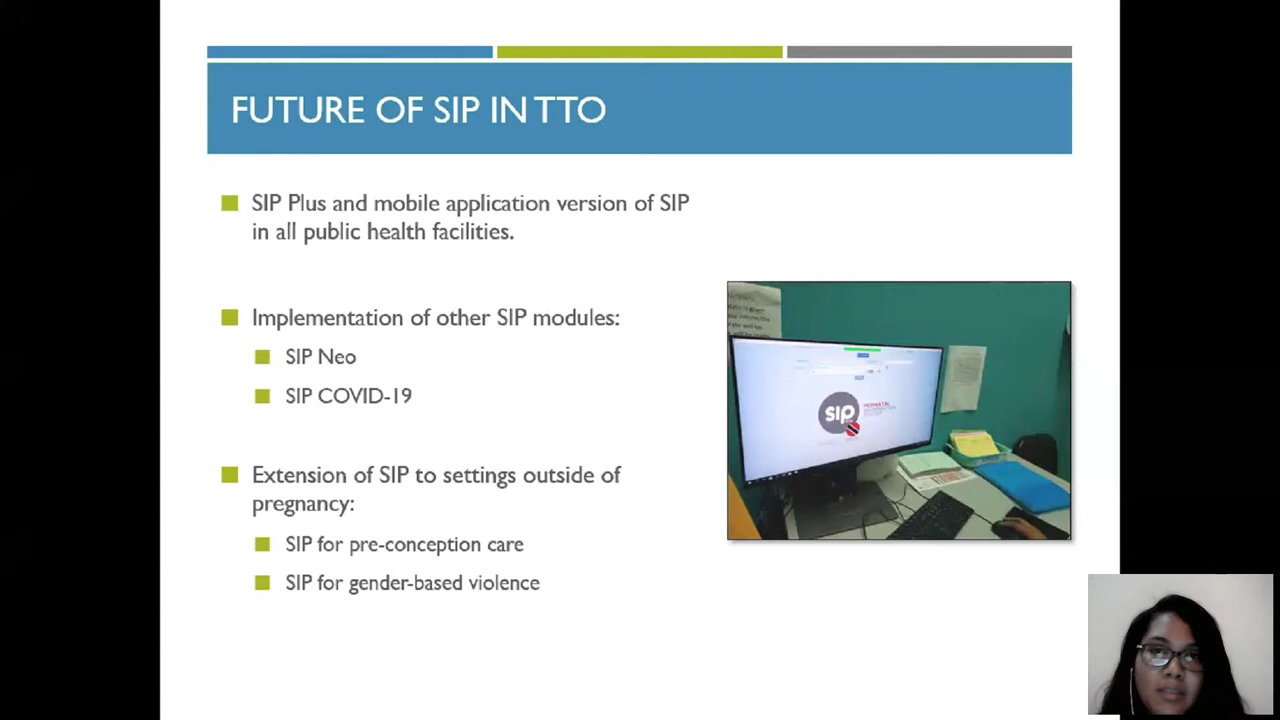 FUTURE OF SIP IN TTO
SIP Plus and mobile application version of SIP
in all public health facilities.
Implementation of other SIP modules:
SIP Neo
SIP COVID-19
Extension of SIP to settings outside of
pregnancy:
SIP for pre-conception care
SIP for gender-based violence
sip